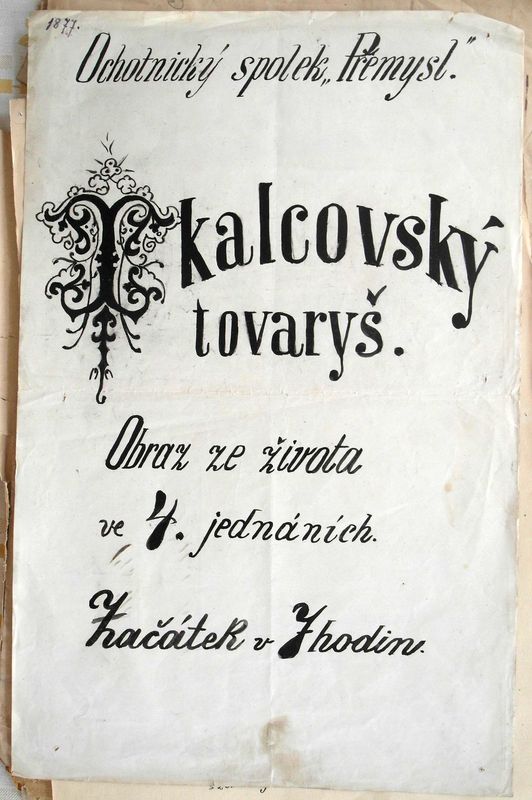 1877.
Ochotnický spolek „Přemysl.“
Tkalcovský
tovaryš.
Obraz ze života
ve 4. jednáních.
Začátek v 7 hodin.